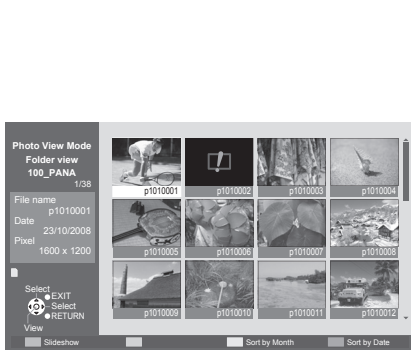 Photo View Mode
Folder view
100_PANA
1/38
File name
p1010001
Date
23/10/2008
Pixel
1600 x 1200
Select
EXIT
Select
RETURN
View
p1010001
p1010002
p1010003
p1010004
p1010005
p1010006
p1010007
p1010008
p1010009
p1010010
p1010011
p1010012
Slideshow
Sort by Month
Sort by Date